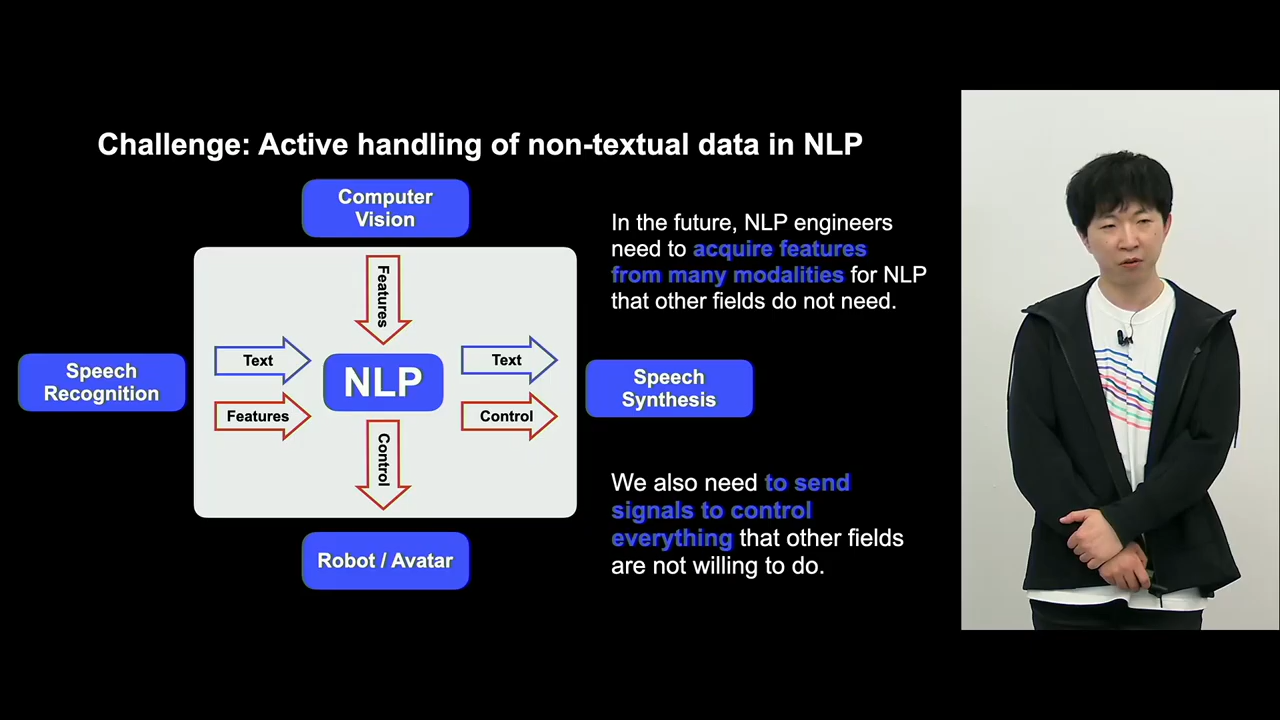 Challenge: Active handling of non-textual data in NLP
Computer
Vision
In the future, NLP engineers
need to acquire features
from many modalities for NLP
that other fields do not need.
Features
Speech
Recognition
Text
Features
NLP
Text
Control
Speech
Synthesis
Control
We also need to send
signals to control
everything that other fields
are not willing to do.
Robot / Avatar